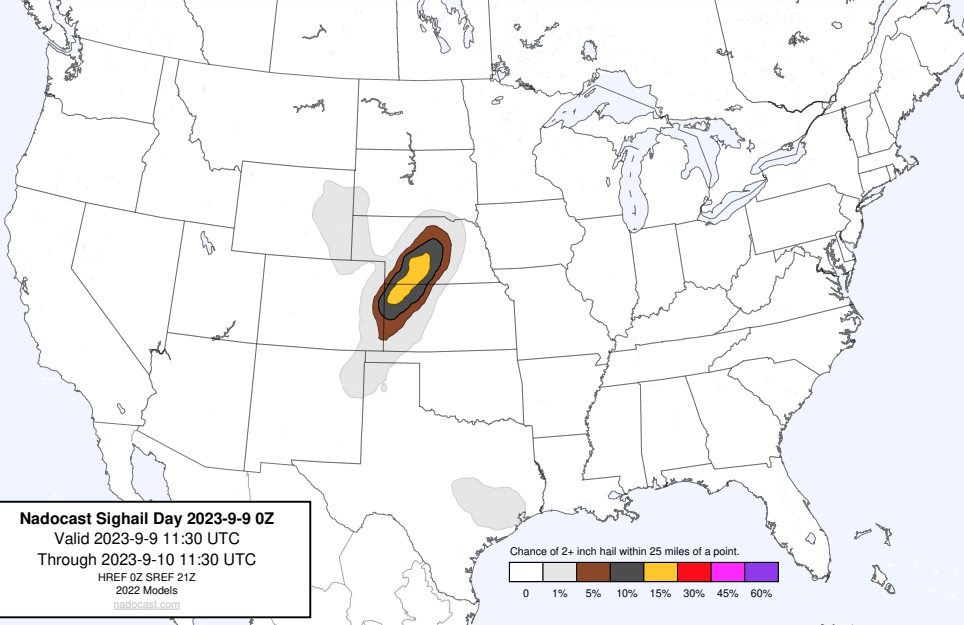 Nadocast Sighail Day 2023-9-9 0Z
Valid 2023-9-9 11:30 UTC
Through 2023-9-10 11:30 UTC
HREF 0Z SREF 21Z
2022 Models
nadocast.com
Chance of 2+ inch hail within 25 miles of a point.
0 1% 5% 10% 15% 30% 45% 60%